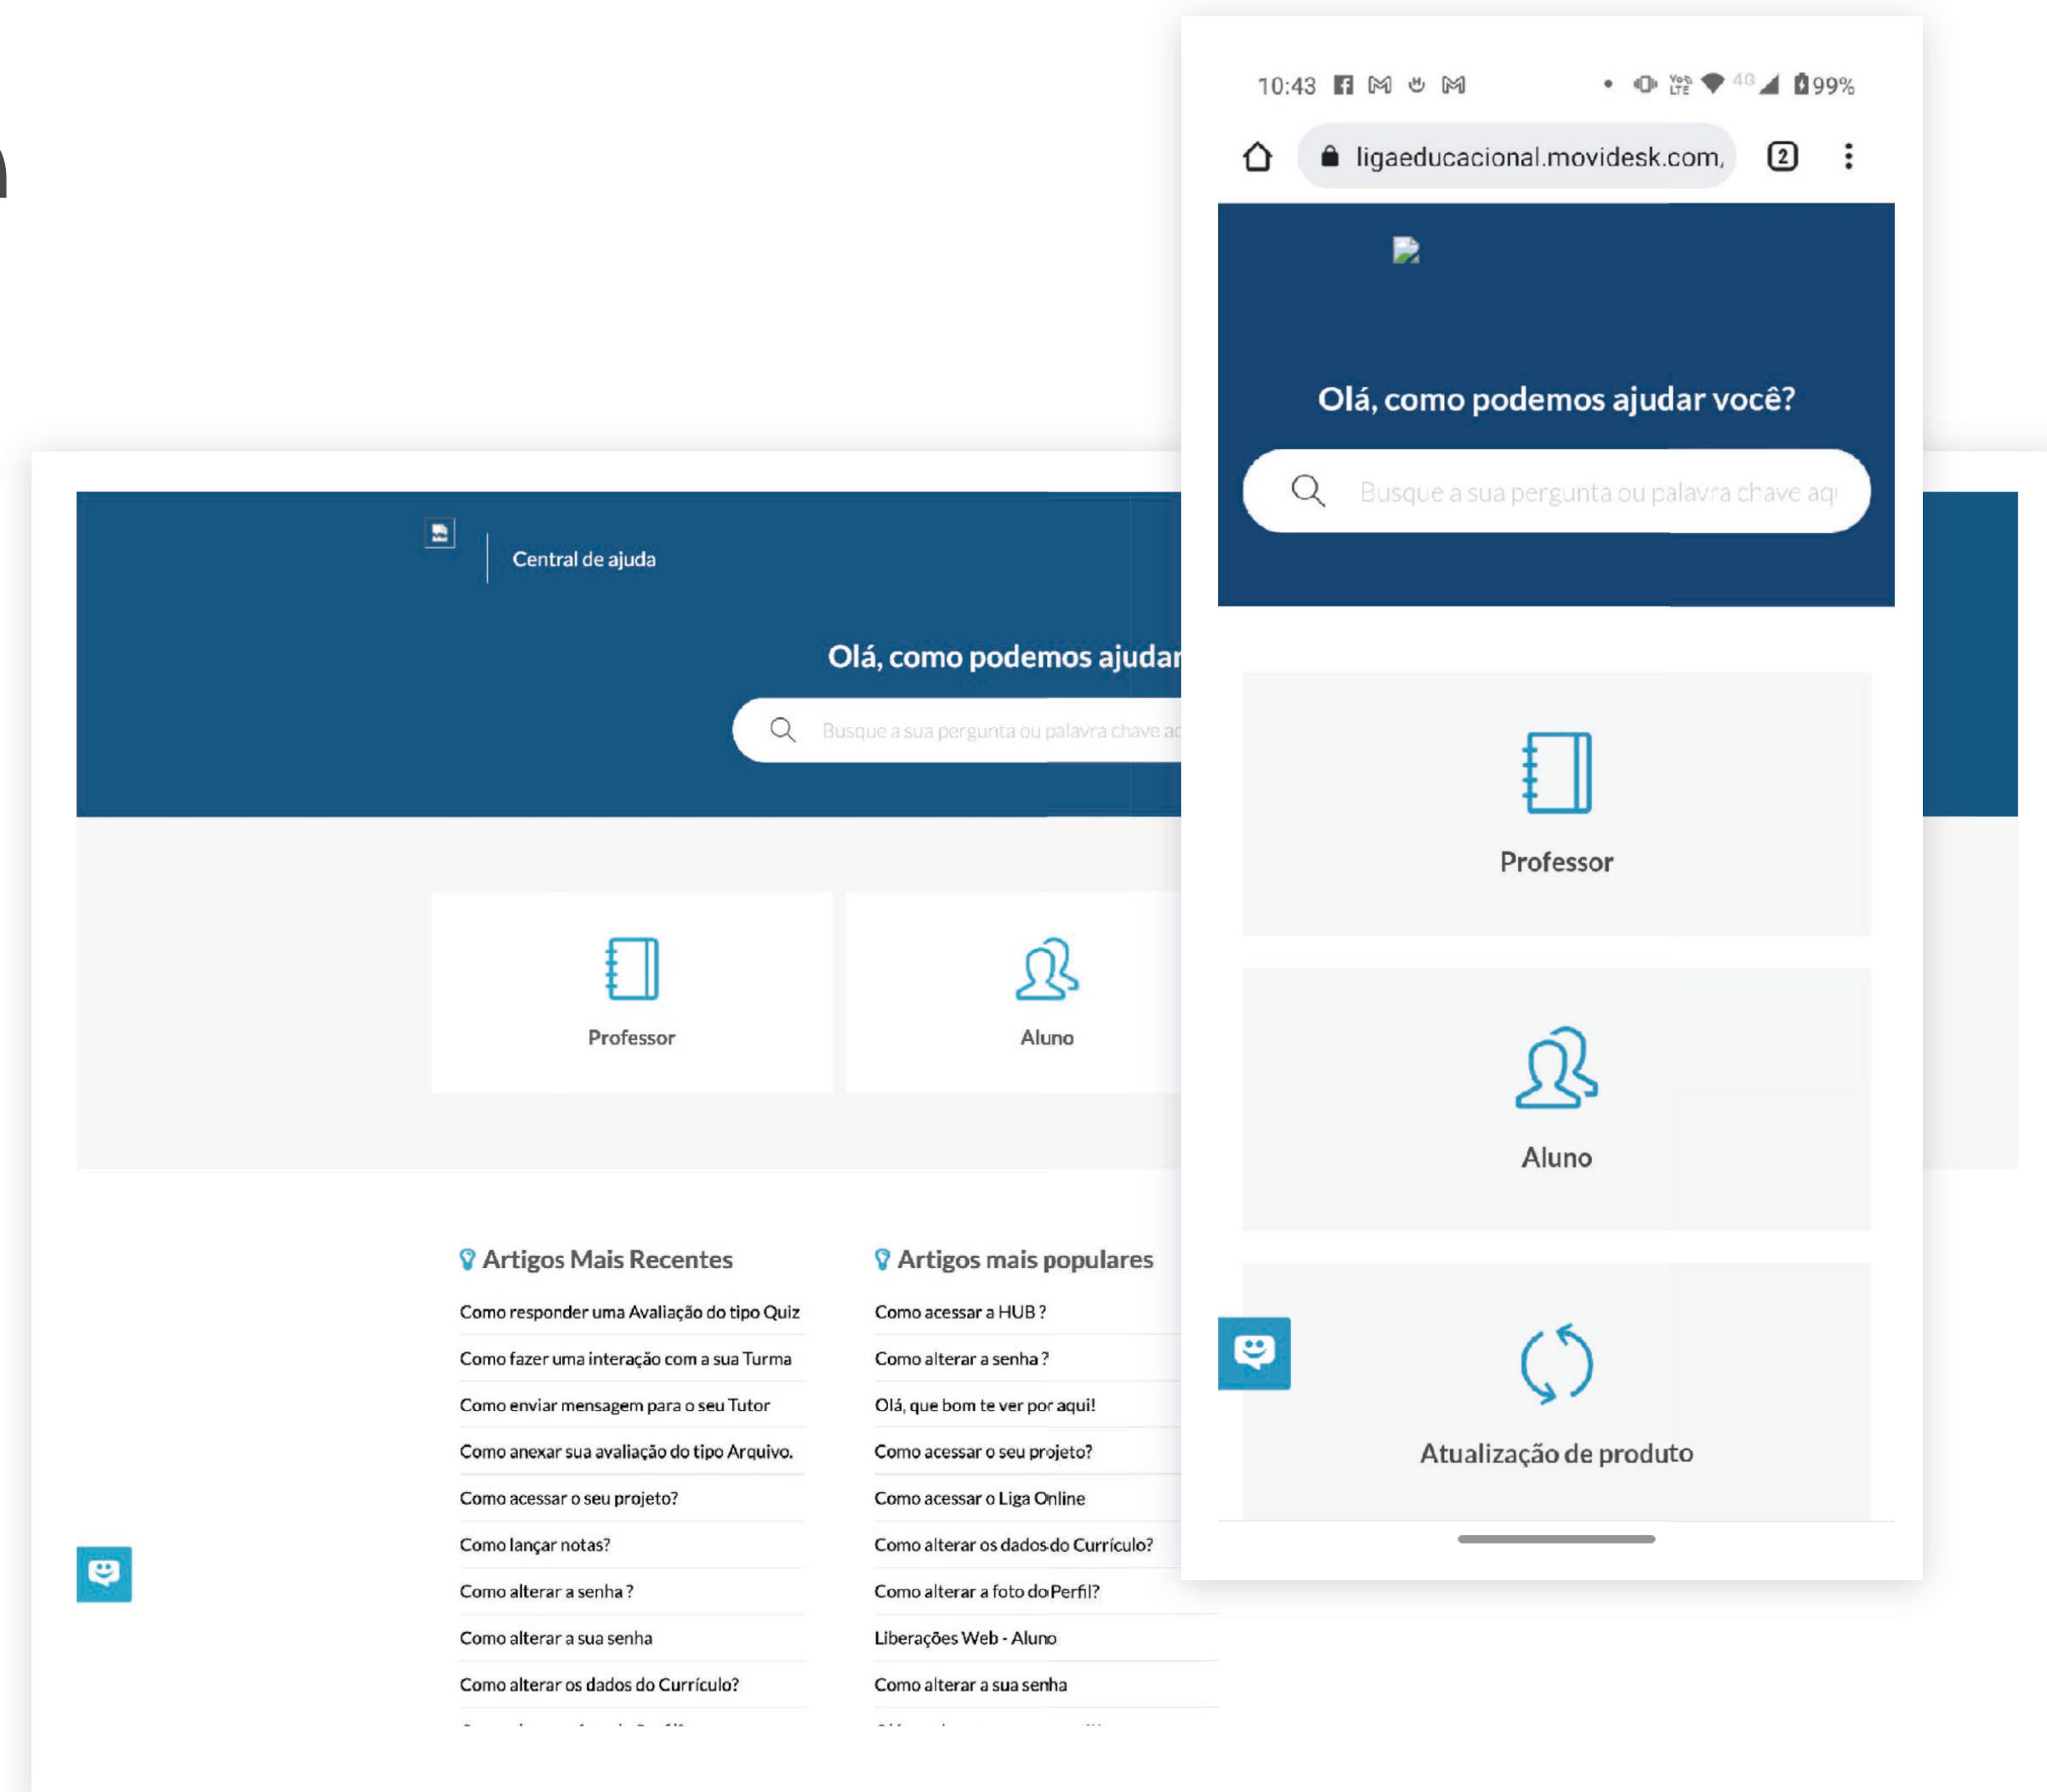 10:43
VoD LTE 4G 99%
ligaeducacional.movidesk.com,
2
Olá, como podemos ajudar você?
Busque a sua pergunta ou palavra chave aq
Professor
Aluno
Atualização de produto
Central de ajuda
Olá, como podemos ajudar
Busque a sua pergunta ou palavra chave
Professor
Aluno
Artigos Mais Recentes
Como responder uma Avaliação do tipo Quiz
Como fazer uma interação com a sua Turma
Como enviar mensagem para o seu Tutor
Como anexar sua avaliação do tipo Arquivo.
Como acessar o seu projeto?
Como lançar notas?
Como alterar a senha ?
Como alterar a sua senha
Como alterar os dados do Currículo?
Artigos mais populares
Como acessar a HUB ?
Como alterar a senha ?
Olá, que bom te ver por aqui!
Como acessar o seu projeto?
Como acessar o Liga Online
Como alterar os dados do Currículo?
Como alterar a foto do Perfil?
Liberações Web - Aluno
Como alterar a sua senha